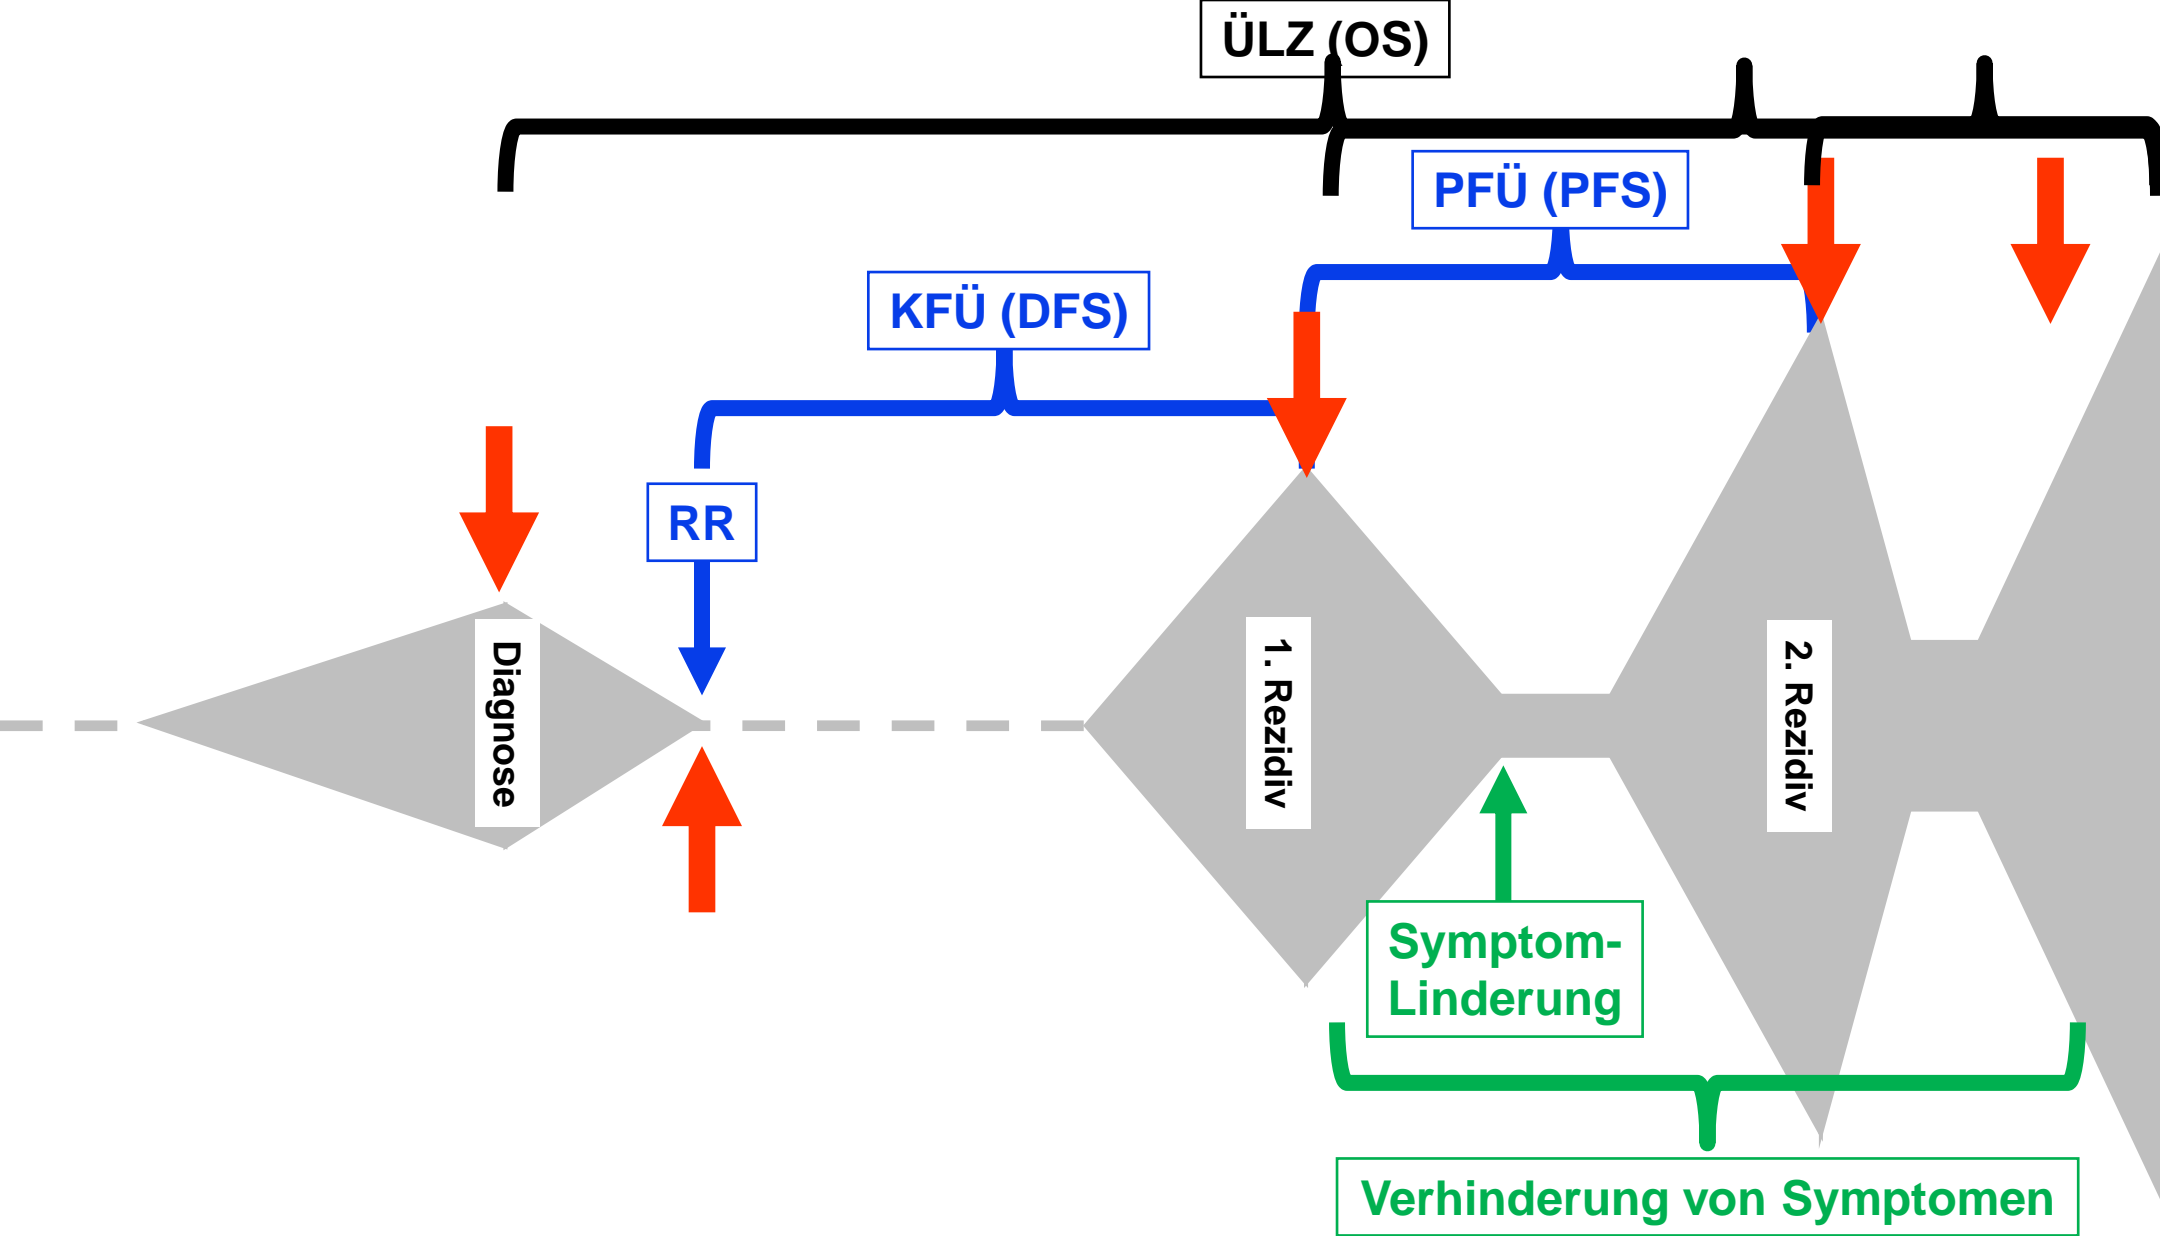 ÜLZ (OS)
PFÜ (PFS)
KFÜ (DFS)
RR
Diagnose
1. Rezidiv
2. Rezidiv
Symptom-
Linderung
Verhinderung von Symptomen